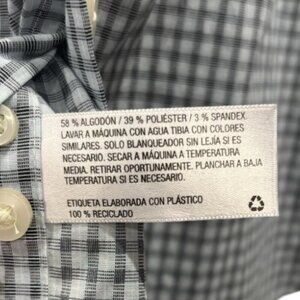 58 % ALGODÓN / 39 % POLIÉSTER / 3 % SPANDEX.
LAVAR A MÁQUINA CON AGUA TIBIA CON COLORES
SIMILARES. SOLO BLANQUEADOR SIN LEJÍA SI ES
NECESARIO. SECAR A MÁQUINA A TEMPERATURA
MEDIA. RETIRAR OPORTUNAMENTE. PLANCHAR A BAJA
TEMPERATURA SI ES NECESARIO.
ETIQUETA ELABORADA CON PLÁSTICO
100 % RECICLADO